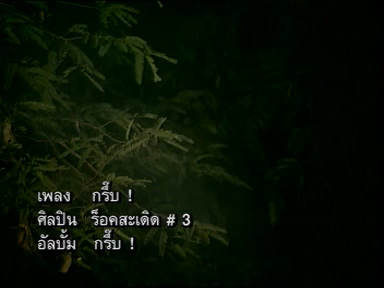 เพลง กรี๊บ !
ศิลปิน ร็อคสะเดิด # 3
อัลบั้ม กรี๊บ !